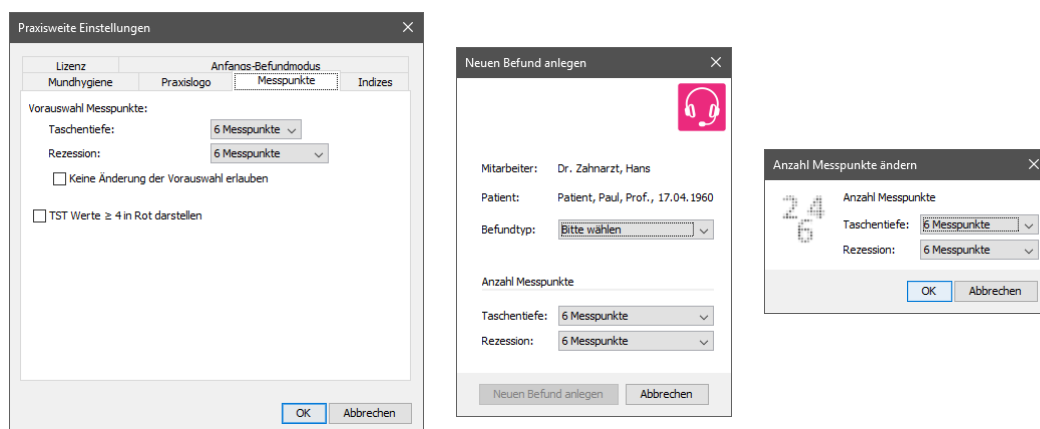 Praxisweite Einstellungen
Lizenz Anfangs-Befundmodus
Mundhygiene Praxislogo Messpunkte Indizes
Vorauswahl Messpunkte:
Taschentiefe: 6 Messpunkte
Rezession: 6 Messpunkte
Keine Änderung der Vorauswahl erlauben
TST Werte ≥ 4 in Rot darstellen
OK Abbrechen
Neuen Befund anlegen
Mitarbeiter: Dr. Zahnarzt, Hans
Patient: Patient, Paul, Prof., 17.04.1960
Befundtyp: Bitte wählen
Anzahl Messpunkte
Taschentiefe: 6 Messpunkte
Rezession: 6 Messpunkte
Neuen Befund anlegen Abbrechen
Anzahl Messpunkte ändern
2 4
6
Anzahl Messpunkte
Taschentiefe: 6 Messpunkte
Rezession: 6 Messpunkte
OK Abbrechen